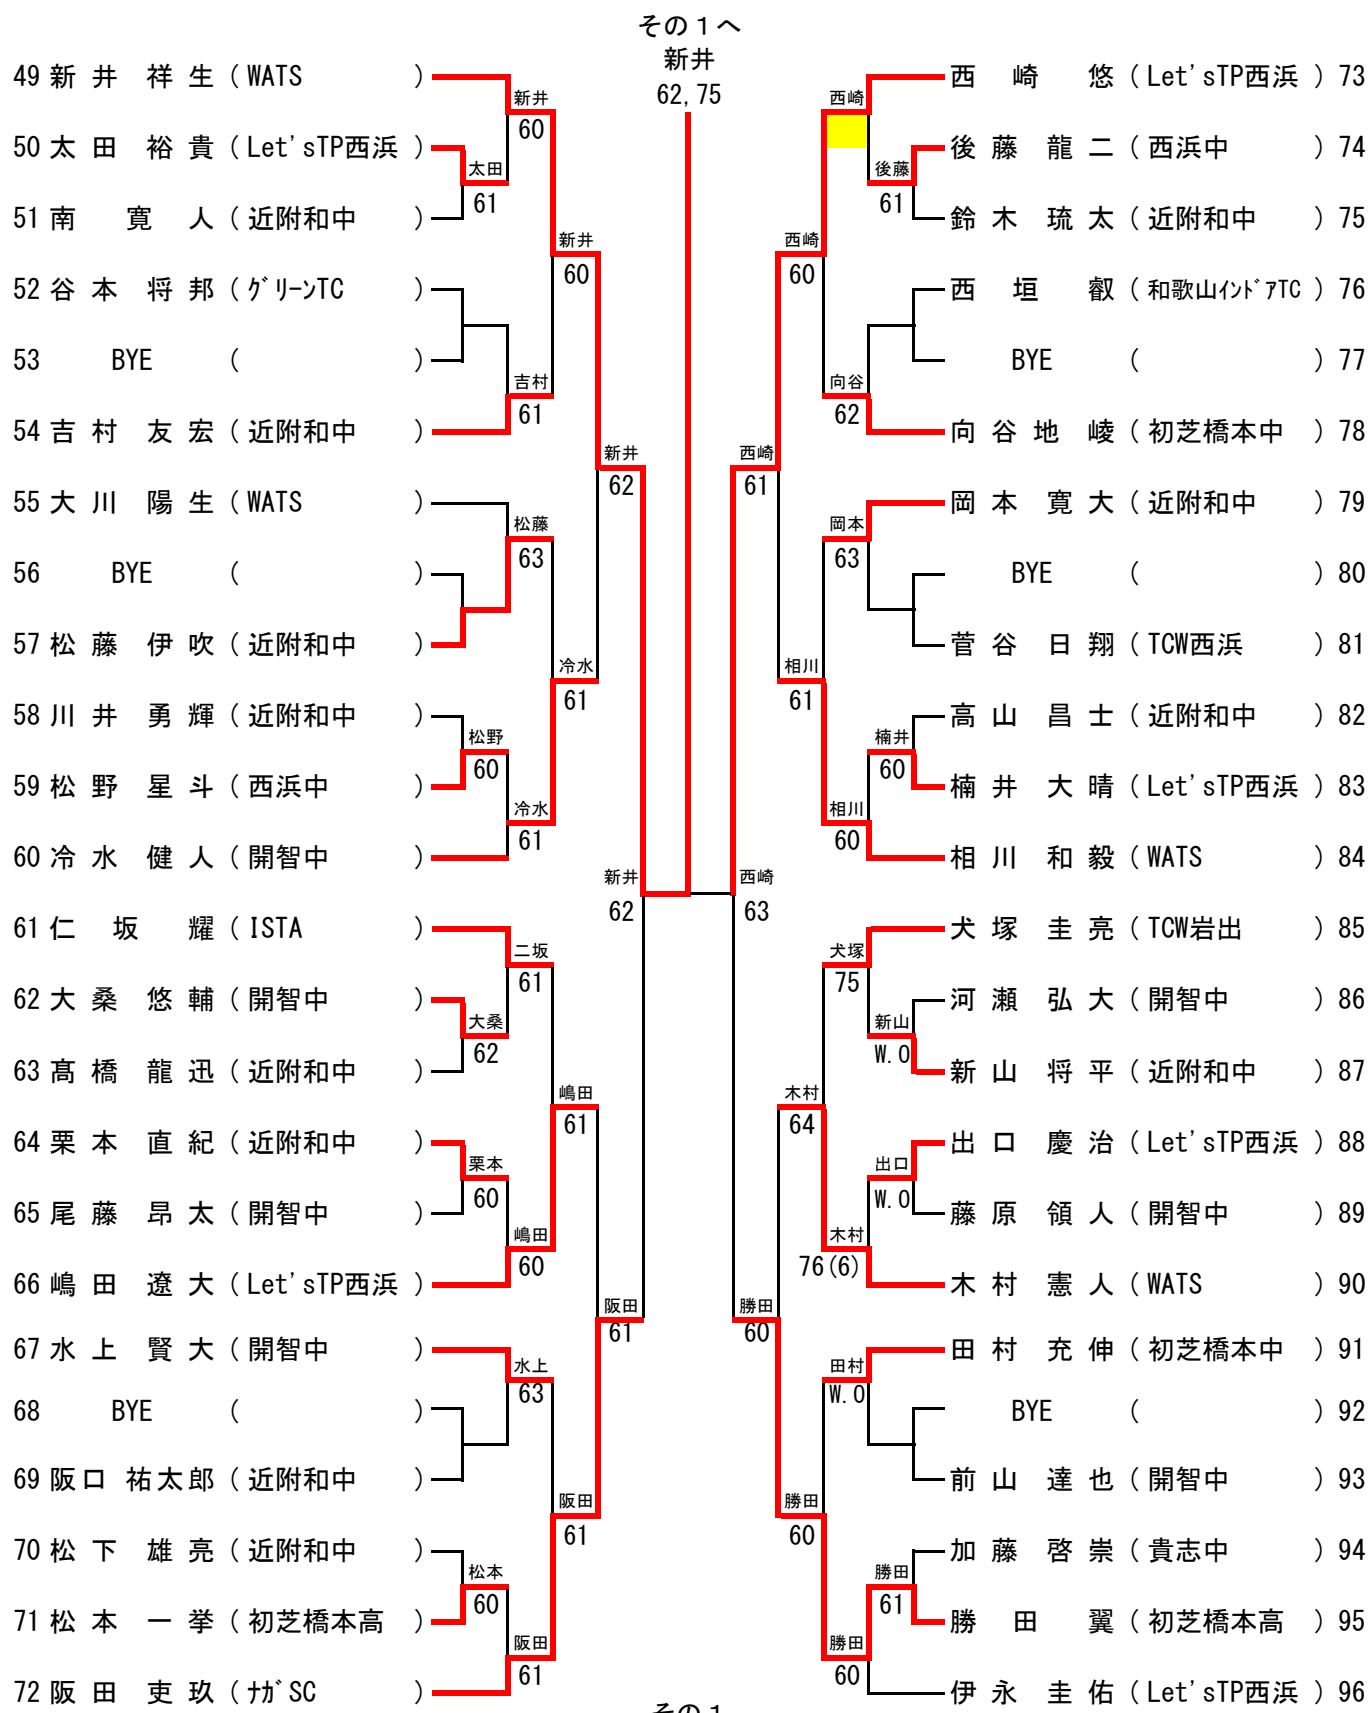 その１へ
新井
62,75
49 新井 祥生 ( WATS )
50 太田 裕貴 ( Let'sTP西浜 )
51 南 寛人 ( 近附和中 )
52 谷本 将邦 ( ｸﾞﾘｰﾝTC )
53 BYE ( )
54 吉村 友宏 ( 近附和中 )
55 大川 陽生 ( WATS )
56 BYE ( )
57 松藤 伊吹 ( 近附和中 )
58 川井 勇輝 ( 近附和中 )
59 松野 星斗 ( 西浜中 )
60 冷水 健人 ( 開智中 )
61 仁坂 耀 ( ISTA )
62 大桑 悠輔 ( 開智中 )
63 髙橋 龍迅 ( 近附和中 )
64 栗本 直紀 ( 近附和中 )
65 尾藤 昂太 ( 開智中 )
66 嶋田 遼大 ( Let'sTP西浜 )
67 水上 賢大 ( 開智中 )
68 BYE ( )
69 阪口 祐太郎 ( 近附和中 )
70 松下 雄亮 ( 近附和中 )
71 松本 一挙 ( 初芝橋本高 )
72 阪田 吏玖 ( ﾅｶﾞSC )
太田
61
松野
60
大桑
62
栗本
60
松本
60
新井
60
吉村
61
松藤
63
冷水
61
二坂
61
嶋田
60
水上
63
阪田
61
新井
60
冷水
61
嶋田
61
阪田
61
新井
62
阪田
61
新井
62
西崎
63
西崎
61
勝田
60
西崎
60
相川
61
木村
64
勝田
60
西崎
向谷
62
岡本
63
相川
60
犬塚
75
木村
76(6)
田村
W.O
勝田
60
後藤
61
楠井
60
新山
W.O
出口
W.O
勝田
61
西崎 悠 ( Let'sTP西浜 ) 73
後藤 龍二 ( 西浜中 ) 74
鈴木 琉太 ( 近附和中 ) 75
西垣 叡 ( 和歌山ｲﾝﾄﾞｱTC ) 76
BYE ( ) 77
向谷地 崚 ( 初芝橋本中 ) 78
岡本 寛大 ( 近附和中 ) 79
BYE ( ) 80
菅谷 日翔 ( TCW西浜 ) 81
高山 昌士 ( 近附和中 ) 82
楠井 大晴 ( Let'sTP西浜 ) 83
相川 和毅 ( WATS ) 84
犬塚 圭亮 ( TCW岩出 ) 85
河瀬 弘大 ( 開智中 ) 86
新山 将平 ( 近附和中 ) 87
出口 慶治 ( Let'sTP西浜 ) 88
藤原 領人 ( 開智中 ) 89
木村 憲人 ( WATS ) 90
田村 充伸 ( 初芝橋本中 ) 91
BYE ( ) 92
前山 達也 ( 開智中 ) 93
加藤 啓崇 ( 貴志中 ) 94
勝田 翼 ( 初芝橋本高 ) 95
伊永 圭佑 ( Let'sTP西浜 ) 96
その１